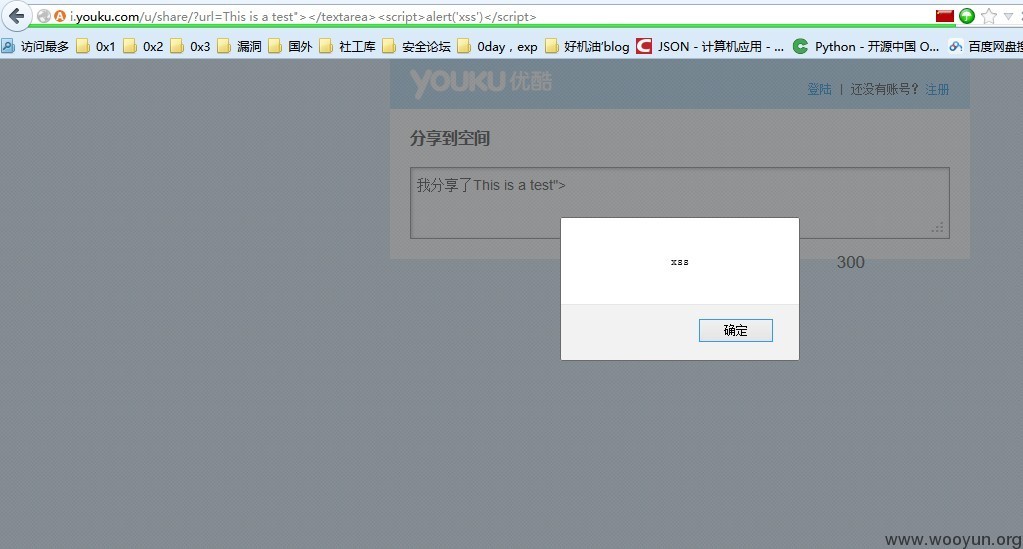 i.youku.com/u/share/?url=This is a test"></textarea><script>alert('xss')</script>
访问最多 0x1 0x2 0x3 漏洞 国外 社工库 安全论坛 0day，exp 好机油'blog JSON - 计算机应用 - ... Python - 开源中国 O... 百度网盘搜
YOUKU 优酷
登陆 | 还没有账号？ 注册
分享到空间
我分享了This is a test">
xss
300
确定
www.wooyun.org